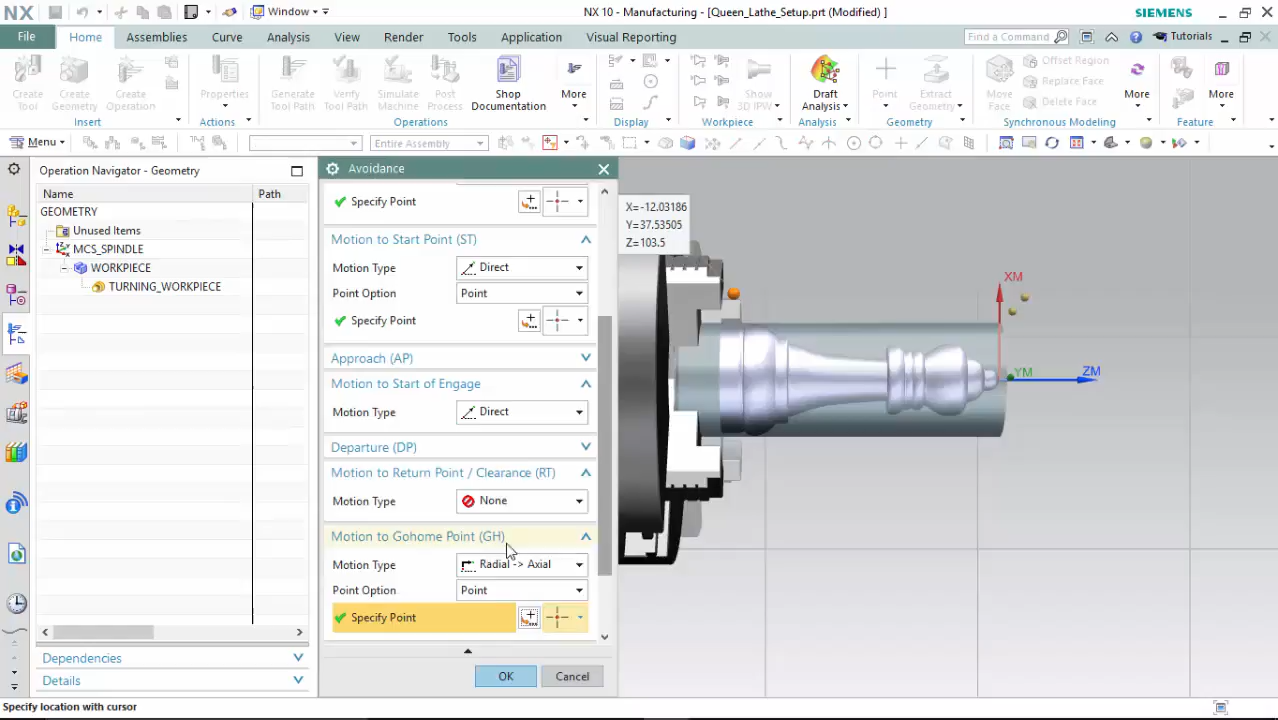 NX
Window
NX 10 - Manufacturing - [Queen_Lathe_Setup.prt (Modified) ]
SIEMENS
File
Home
Assemblies
Curve
Analysis
View
Render
Tools
Application
Visual Reporting
Find a Command
Tutorials
Create Tool
Create Geometry
Create Operation
Insert
Properties
Actions
Generate Tool Path
Verify Tool Path
Simulate Machine
Post Process
Shop Documentation
More
Operations
Display
Show 3D IPW
Workpiece
Draft Analysis
Analysis
Point
Extract Geometry
Geometry
Move Face
Offset Region
Replace Face
Delete Face
More
Synchronous Modeling
More
Feature
Menu
Entire Assembly
Operation Navigator - Geometry
Name
Path
GEOMETRY
Unused Items
MCS_SPINDLE
WORKPIECE
TURNING_WORKPIECE
Dependencies
Details
Avoidance
Specify Point
Motion to Start Point (ST)
Motion Type
Direct
Point Option
Point
Specify Point
Approach (AP)
Motion to Start of Engage
Motion Type
Direct
Departure (DP)
Motion to Return Point / Clearance (RT)
Motion Type
None
Motion to Gohome Point (GH)
Motion Type
Radial -> Axial
Point Option
Point
Specify Point
OK
Cancel
X=-12.03186
Y=37.53505
Z=103.5
XM
YM
ZM
Specify location with cursor